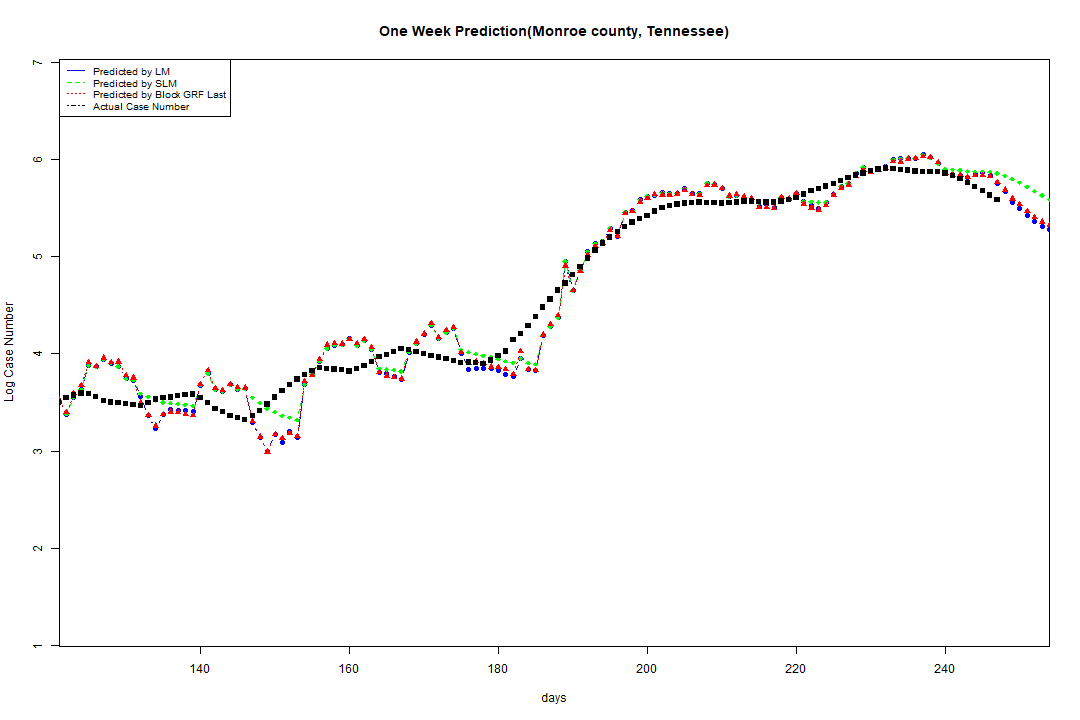 One Week Prediction(Monroe county, Tennessee)
Predicted by LM
Predicted by SLM
Predicted by Block GRF Last
Actual Case Number
7
6
5
4
3
2
1
Log Case Number
140 160 180 200 220 240
days